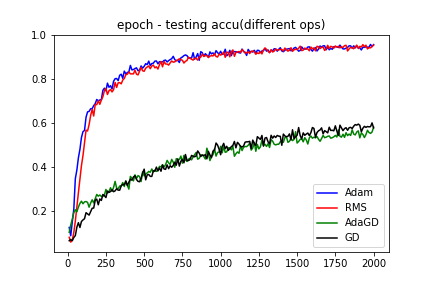 epoch - testing accu(different ops)
1.0
0.8
0.6
0.4
0.2
0 250 500 750 1000 1250 1500 1750 2000
Adam
RMS
AdaGD
GD